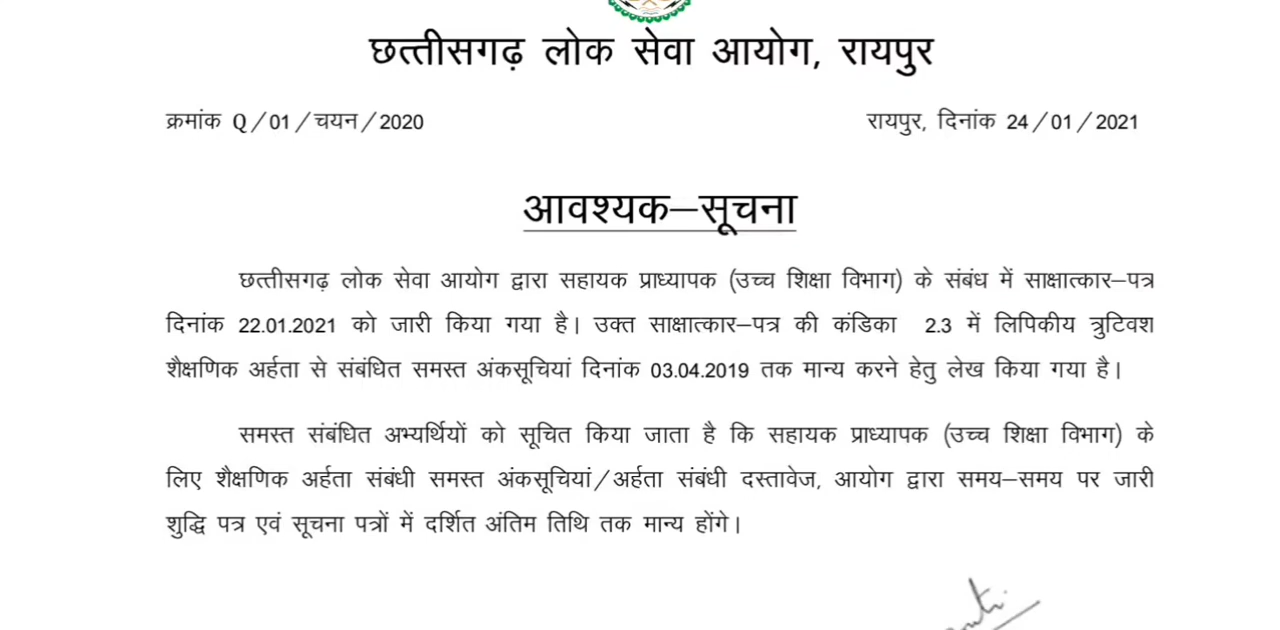 छत्तीसगढ़ लोक सेवा आयोग, रायपुर
क्रमांक Q/01/चयन/2020 रायपुर, दिनांक 24/01/2021
आवश्यक–सूचना
छत्तीसगढ़ लोक सेवा आयोग द्वारा सहायक प्राध्यापक (उच्च शिक्षा विभाग) के संबंध में साक्षात्कार–पत्र
दिनांक 22.01.2021 को जारी किया गया है। उक्त साक्षात्कार–पत्र की कंडिका 2.3 में लिपिकीय त्रुटिवश
शैक्षणिक अर्हता से संबंधित समस्त अंकसूचियां दिनांक 03.04.2019 तक मान्य करने हेतु लेख किया गया है।
समस्त संबंधित अभ्यर्थियों को सूचित किया जाता है कि सहायक प्राध्यापक (उच्च शिक्षा विभाग) के
लिए शैक्षणिक अर्हता संबंधी समस्त अंकसूचियां/अर्हता संबंधी दस्तावेज, आयोग द्वारा समय–समय पर जारी
शुद्धि पत्र एवं सूचना पत्रों में दर्शित अंतिम तिथि तक मान्य होंगे।